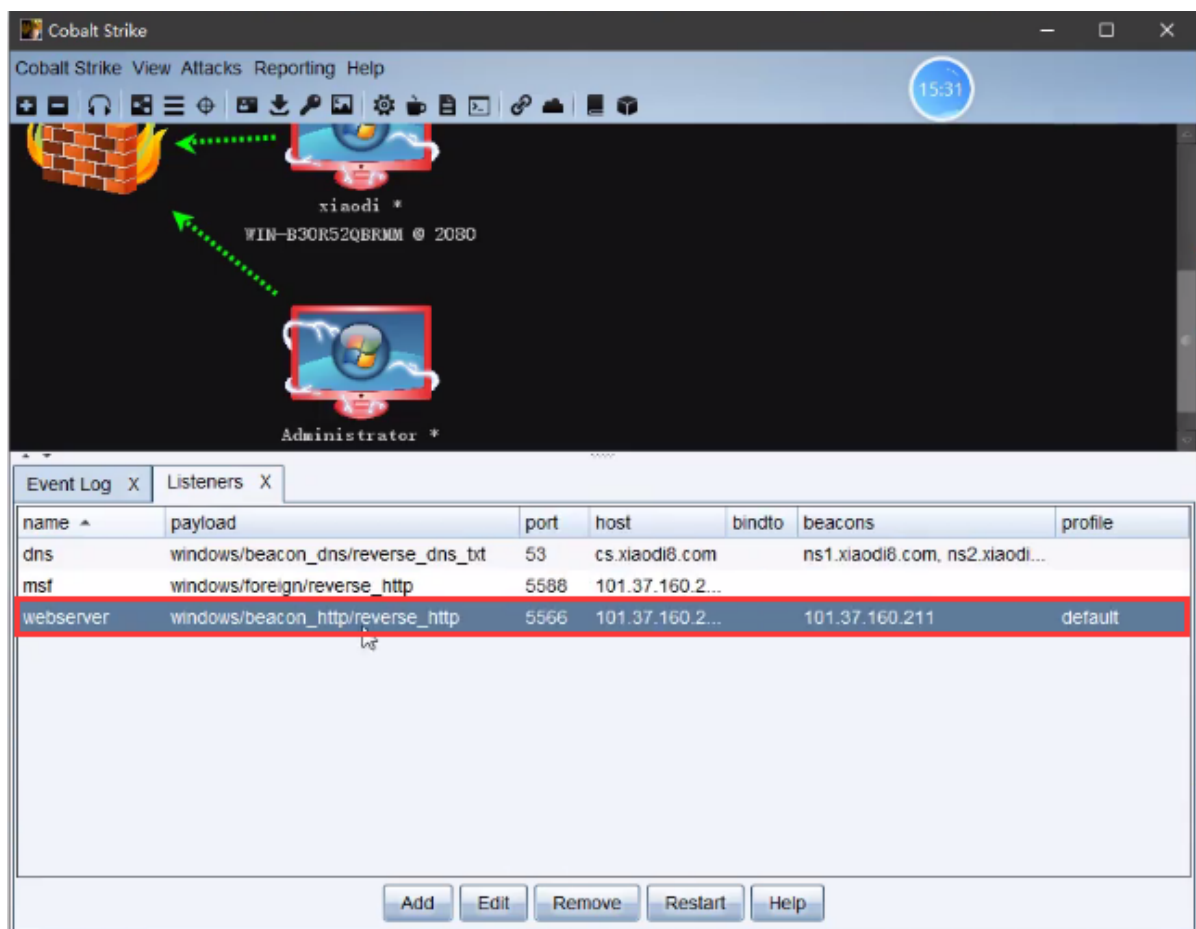 Cobalt Strike
Cobalt Strike View Attacks Reporting Help
15:31
xiaodi *
WIN-B3OR52QBRMM @ 2080
Administrator *
Event Log X Listeners X
name payload port host bindto beacons profile
dns windows/beacon_dns/reverse_dns_txt 53 cs.xiaodi8.com ns1.xiaodi8.com, ns2.xiaodi...
msf windows/foreign/reverse_http 5588 101.37.160.2...
webserver windows/beacon_http/reverse_http 5566 101.37.160.2... 101.37.160.211 default
Add Edit Remove Restart Help